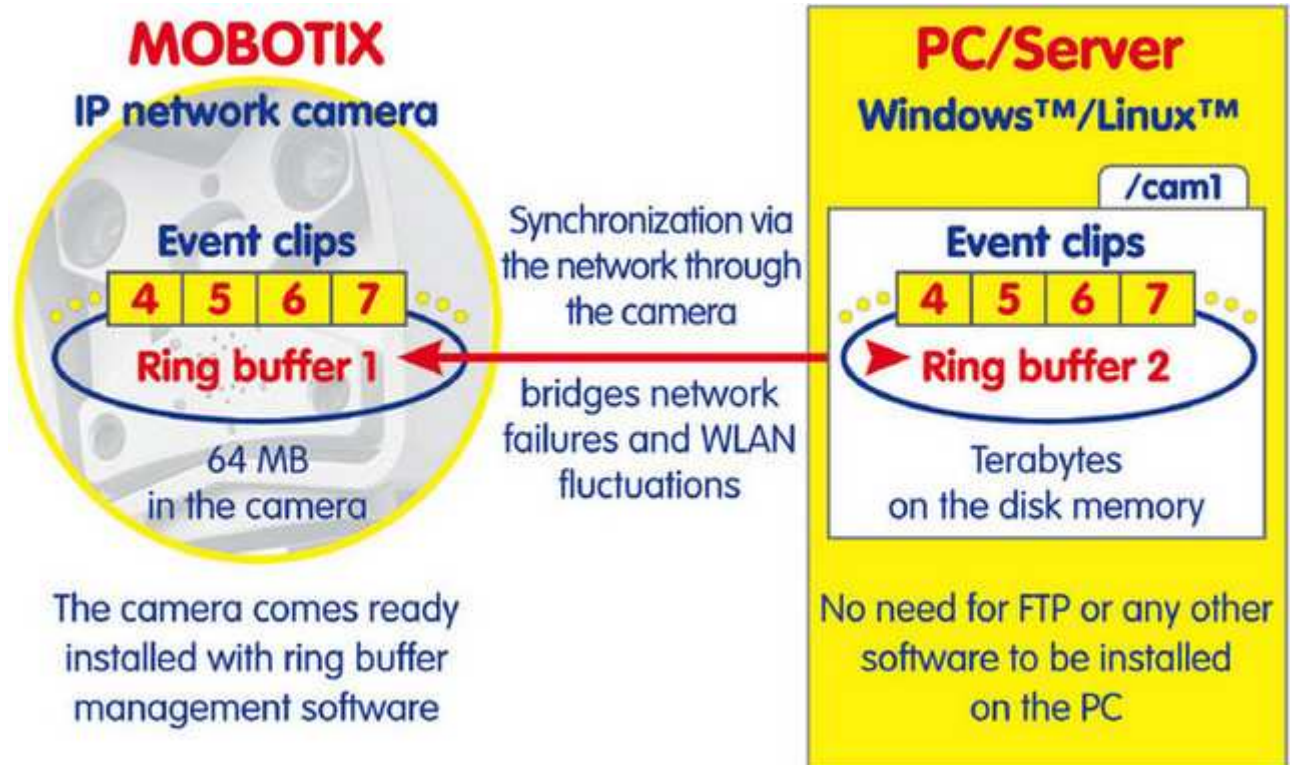 MOBOTIX
IP network camera
Event clips
4 5 6 7
Ring buffer 1
64 MB
in the camera
The camera comes ready
installed with ring buffer
management software
Synchronization via
the network through
the camera
bridges network
failures and WLAN
fluctuations
PC/Server
Windows™/Linux™
/cam1
Event clips
4 5 6 7
Ring buffer 2
Terabytes
on the disk memory
No need for FTP or any other
software to be installed
on the PC